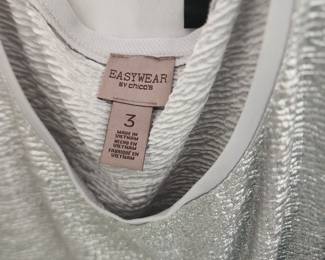 EASYWEAR
BY CHICO'S
3
MADE IN
VIETNAM
HECHO EN
VIETNAM
FABRIQUÉ EN
VIETNAM